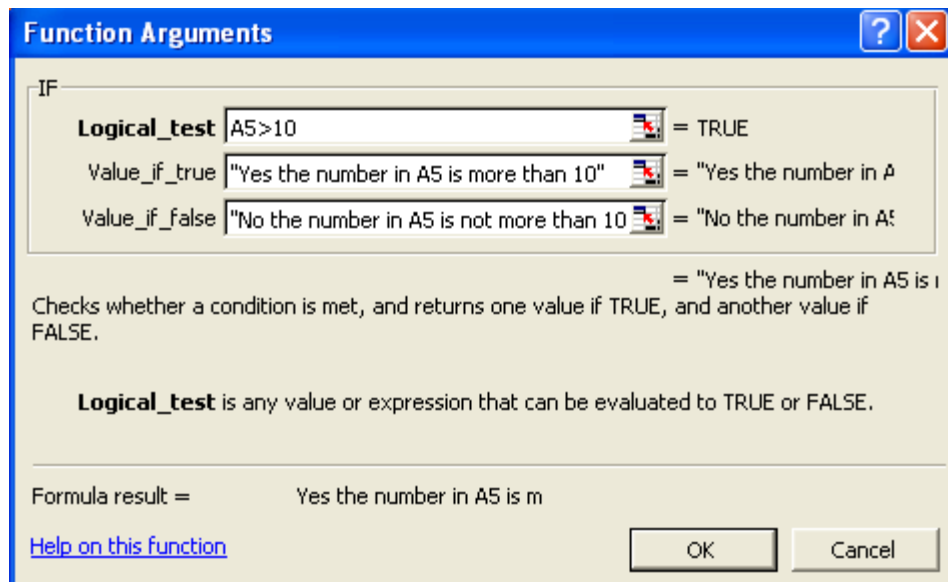 Function Arguments
IF
Logical_test A5>10 = TRUE
Value_if_true "Yes the number in A5 is more than 10" = "Yes the number in A
Value_if_false "No the number in A5 is not more than 10 = "No the number in A5
= "Yes the number in A5 is
Checks whether a condition is met, and returns one value if TRUE, and another value if
FALSE.
Logical_test is any value or expression that can be evaluated to TRUE or FALSE.
Formula result = Yes the number in A5 is m
Help on this function OK Cancel